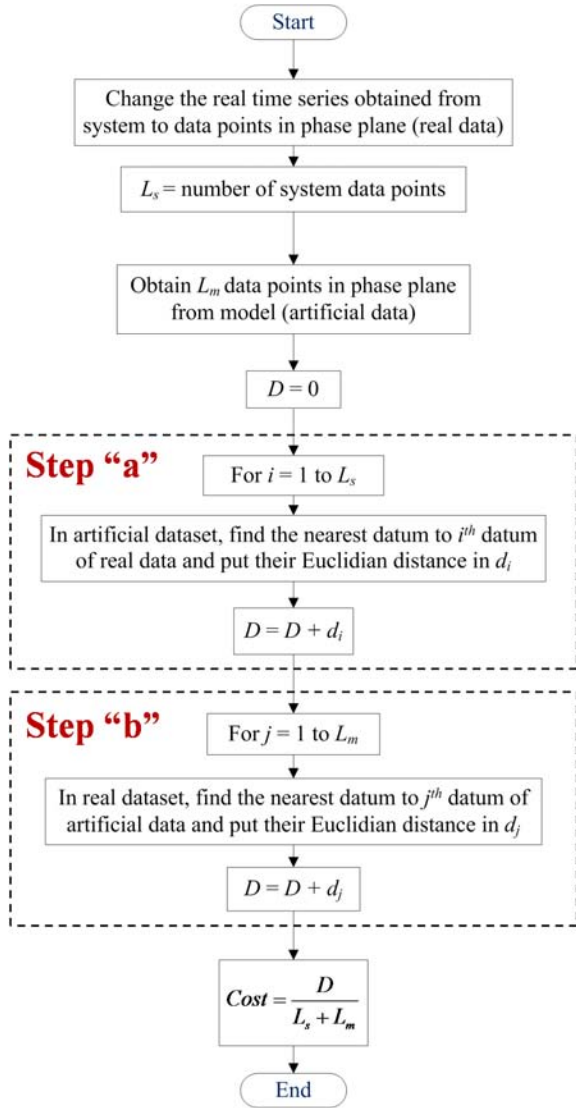 Start
Change the real time series obtained from
system to data points in phase plane (real data)
Lₛ = number of system data points
Obtain Lₘ data points in phase plane
from model (artificial data)
D = 0
Step “a”
For i = 1 to Lₛ
In artificial dataset, find the nearest datum to iᵗʰ datum
of real data and put their Euclidian distance in dᵢ
D = D + dᵢ
Step “b”
For j = 1 to Lₘ
In real dataset, find the nearest datum to jᵗʰ datum of
artificial data and put their Euclidian distance in dⱼ
D = D + dⱼ
Cost = D / (Lₛ + Lₘ)
End